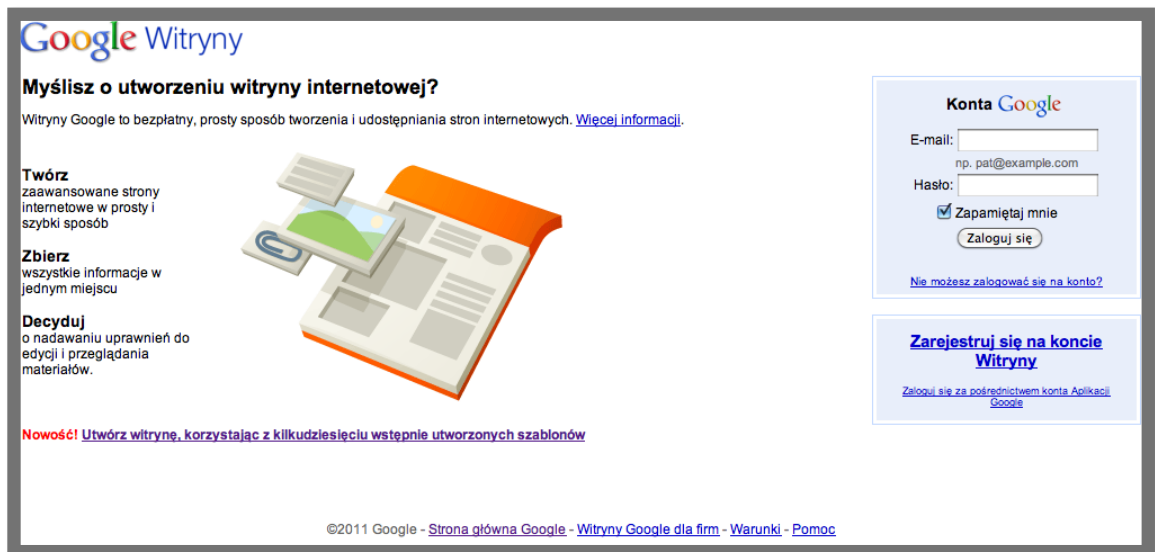 Google Witryny
Myślisz o utworzeniu witryny internetowej?
Witryny Google to bezpłatny, prosty sposób tworzenia i udostępniania stron internetowych. Więcej informacji.
Twórz
zaawansowane strony
internetowe w prosty i
szybki sposób
Zbierz
wszystkie informacje w
jednym miejscu
Decyduj
o nadawaniu uprawnień do
edycji i przeglądania
materiałów.
Nowość! Utwórz witrynę, korzystając z kilkudziesięciu wstępnie utworzonych szablonów
Konta Google
E-mail:
np. pat@example.com
Hasło:
Zapamiętaj mnie
Zaloguj się
Nie możesz zalogować się na konto?
Zarejestruj się na koncie
Witryny
Zaloguj się za pośrednictwem konta Aplikacji
Google
©2011 Google - Strona główna Google - Witryny Google dla firm - Warunki - Pomoc